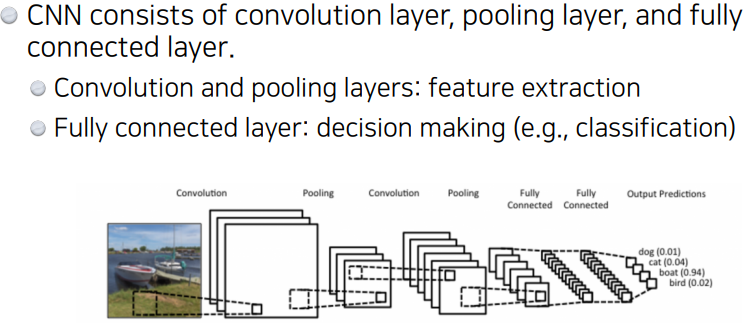 CNN consists of convolution layer, pooling layer, and fully
connected layer.
Convolution and pooling layers: feature extraction
Fully connected layer: decision making (e.g., classification)
Convolution Pooling Convolution Pooling Fully Connected Fully Connected Output Predictions
dog (0.01)
cat (0.04)
boat (0.94)
bird (0.02)